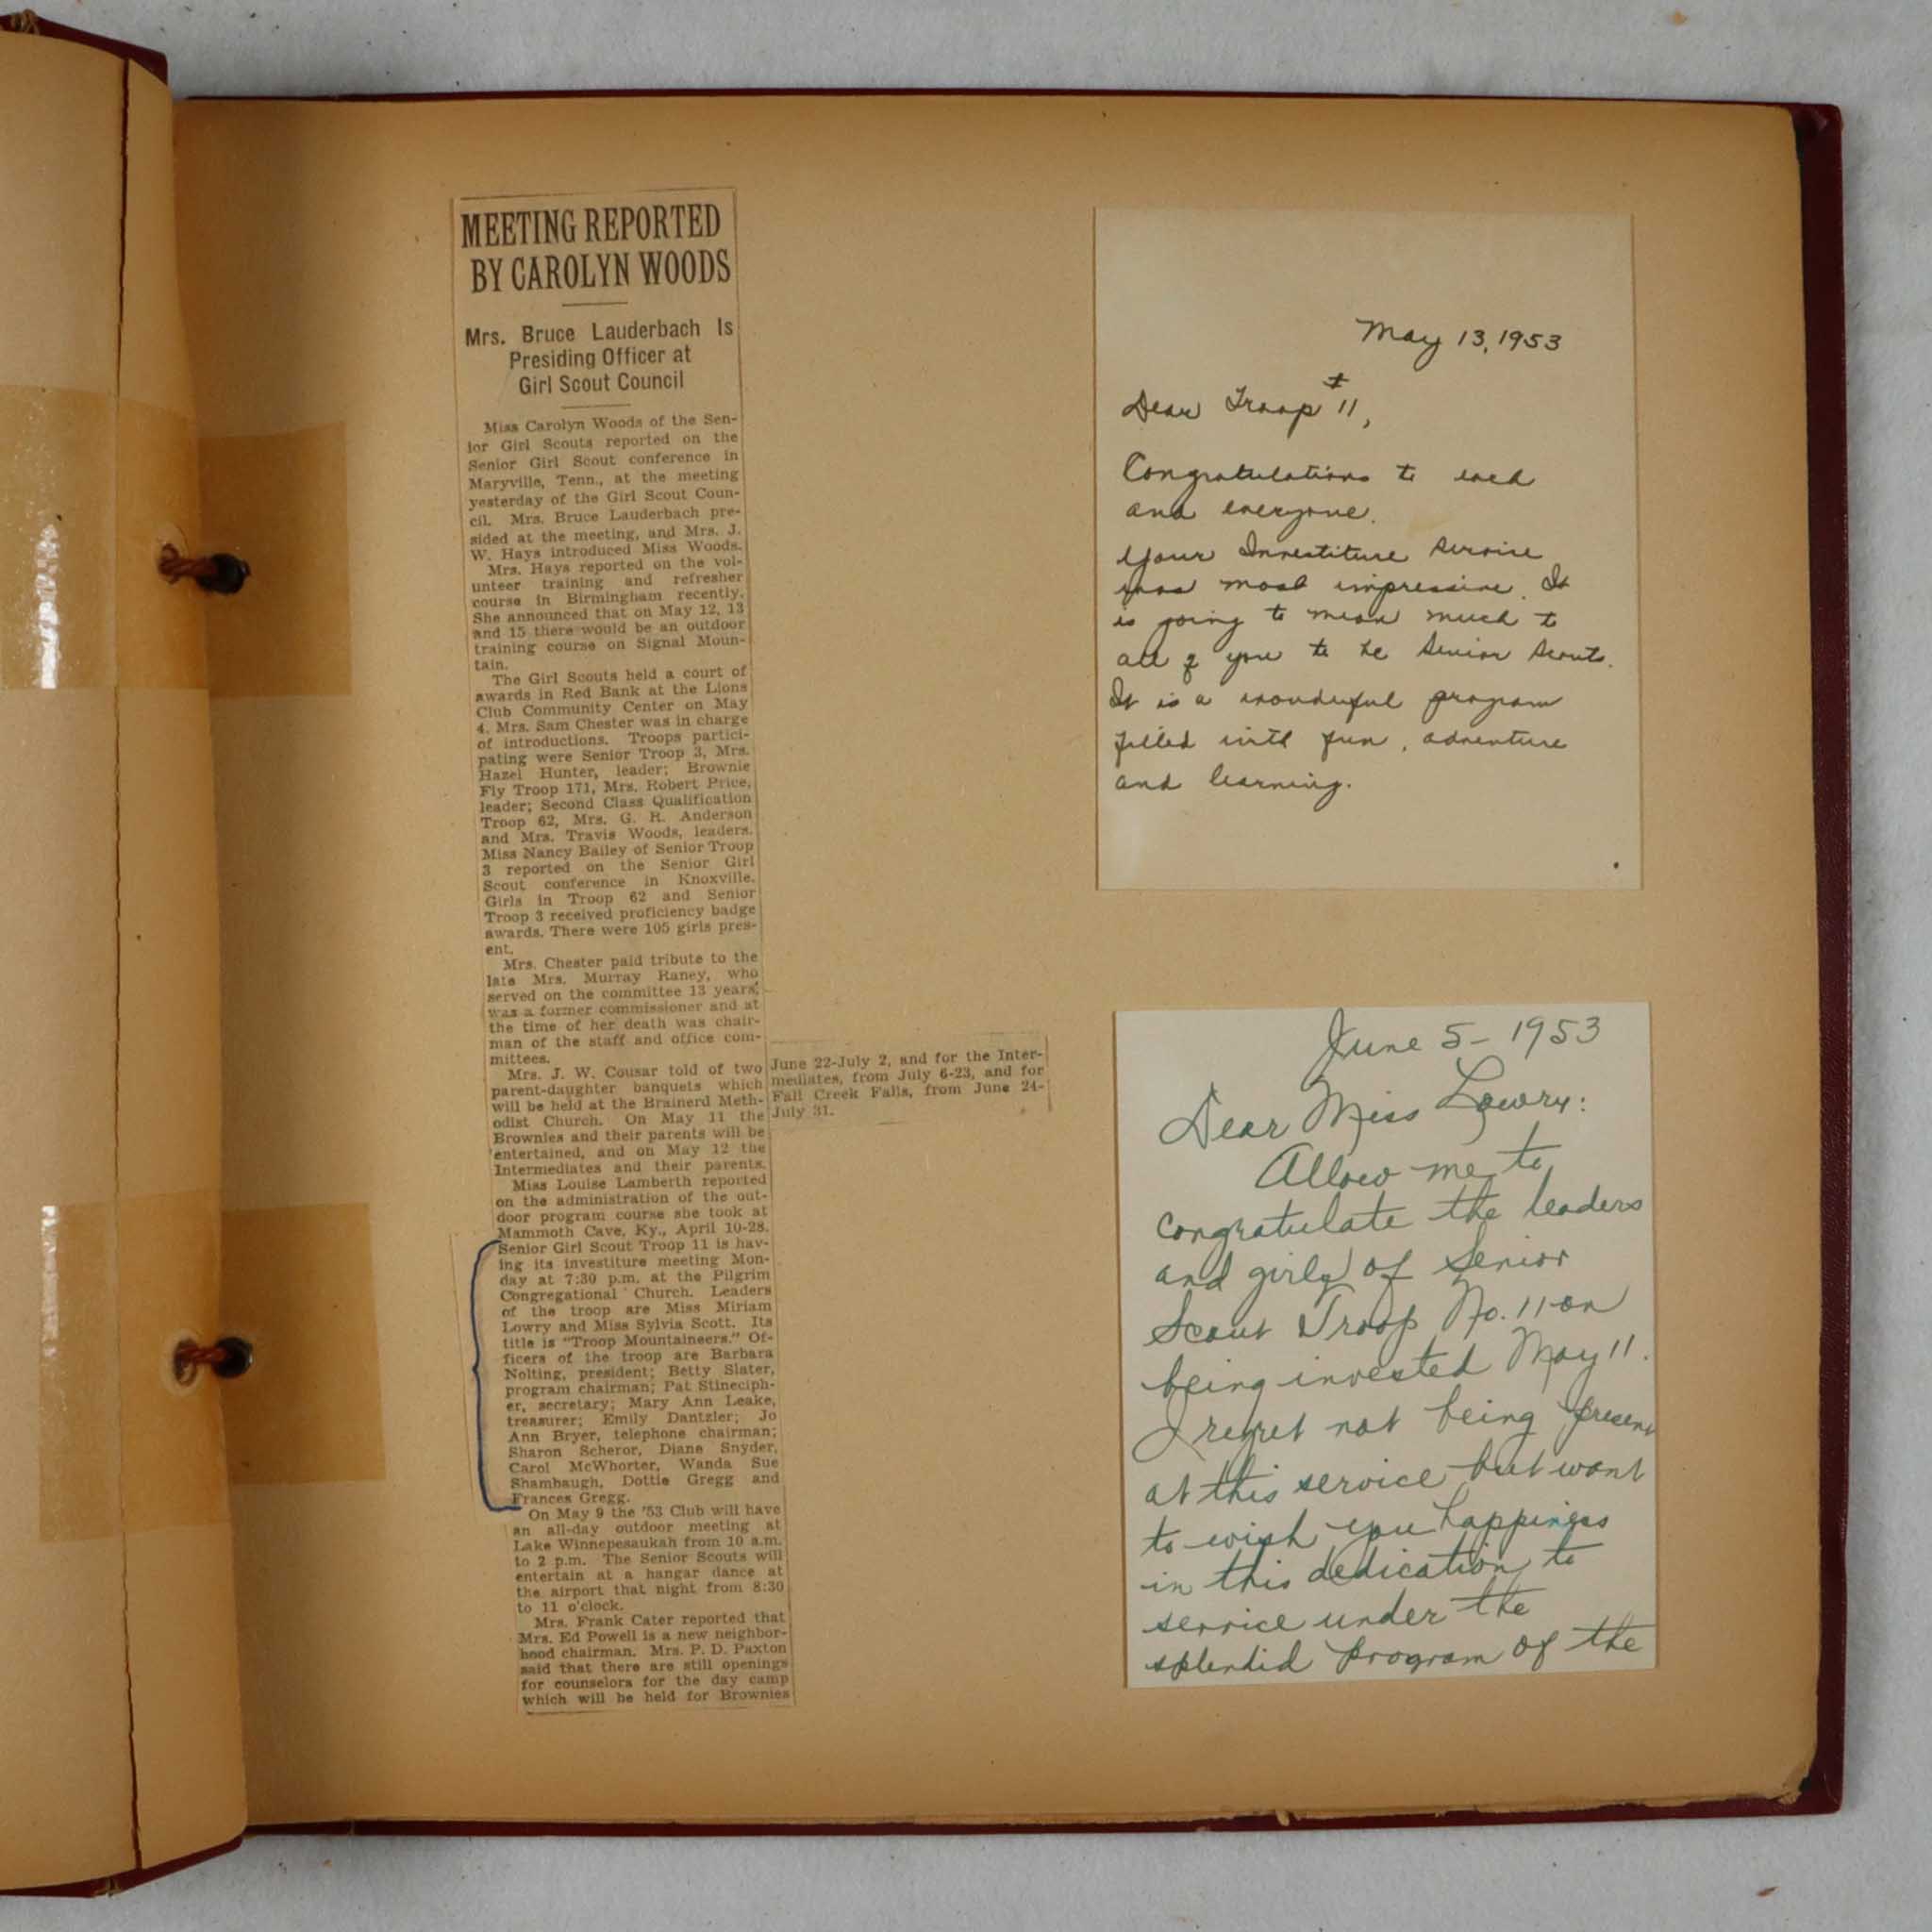 MEETING REPORTED
BY CAROLYN WOODS
Mrs. Bruce Lauderbach Is
Presiding Officer at
Girl Scout Council
Miss Carolyn Woods of the Sen-
ior Girl Scouts reported on the
Senior Girl Scout conference in
Maryville, Tenn., at the meeting
yesterday of the Girl Scout Coun-
cil. Mrs. Bruce Lauderbach pre-
sided at the meeting, and Mrs. J.
W. Hays introduced Miss Woods.
Mrs. Hays reported on the vol-
unteer training and refresher
course in Birmingham recently.
She announced that on May 12, 13
and 15 there would be an outdoor
training course on Signal Moun-
tain.
The Girl Scouts held a court of
awards in Red Bank at the Lions
Club Community Center on May
4. Mrs. Sam Chester was in charge
of introductions. Troops partici-
pating were Senior Troop 3, Mrs.
Hazel Hunter, leader; Brownie
Fly Troop 171, Mrs. Robert Price,
leader; Second Class Qualification
Troop 62, Mrs. G. R. Anderson
and Mrs. Travis Woods, leaders.
Miss Nancy Bailey of Senior Troop
3 reported on the Senior Girl
Scout conference in Knoxville.
Girls in Troop 62 and Senior
Troop 3 received proficiency badge
awards. There were 105 girls pres-
ent.
Mrs. Chester paid tribute to the
late Mrs. Murray Raney, who
served on the committee 13 years,
was a former commissioner and at
the time of her death was chair-
man of the staff and office com-
mittees.
Mrs. J. W. Cousar told of two
parent-daughter banquets which
will be held at the Brainerd Meth-
odist Church. On May 11 the
Brownies and their parents will be
entertained, and on May 12 the
Intermediates and their parents.
Miss Louise Lamberth reported
on the administration of the out-
door program course she took at
Mammoth Cave, Ky., April 10-28.
Senior Girl Scout Troop 11 is hav-
ing its investiture meeting Mon-
day at 7:30 p.m. at the Pilgrim
Congregational Church. Leaders
of the troop are Miss Miriam
Lowry and Miss Sylvia Scott. Its
title is "Troop Mountaineers." Of-
ficers of the troop are Barbara
Nolting, president; Betty Slater,
program chairman; Pat Stineciph-
er, secretary; Mary Ann Leake,
treasurer; Emily Dantzler; Jo
Ann Bryer, telephone chairman;
Sharon Scheror, Diane Snyder,
Carol McWhorter, Wanda Sue
Shambaugh, Dottie Gregg and
Frances Gregg.
On May 9 the '53 Club will have
an all-day outdoor meeting at
Lake Winnepesaukah from 10 a.m.
to 2 p.m. The Senior Scouts will
entertain at a hangar dance at
the airport that night from 8:30
to 11 o'clock.
Mrs. Frank Cater reported that
Mrs. Ed Powell is a new neighbor-
hood chairman. Mrs. P. D. Paxton
said that there are still openings
for counselors for the day camp
which will be held for Brownies
June 22-July 2, and for the Inter-
mediates, from July 6-23, and for
Fall Creek Falls, from June 24-
July 31.
May 13, 1953
Dear Troop # 11,
Congratulations to each
and everyone.
Your Investiture Service
was most impressive. It
is going to mean much to
all of you to be Senior Scouts.
It is a wonderful program
filled with fun, adventure
and learning.
June 5 - 1953
Dear Miss Lowry:
Allow me to
congratulate the leaders
and girls of Senior
Scout Troop No. 11 on
being invested May 11.
I regret not being present
at this service but want
to wish you happiness
in this dedication to
service under the
splendid program of the